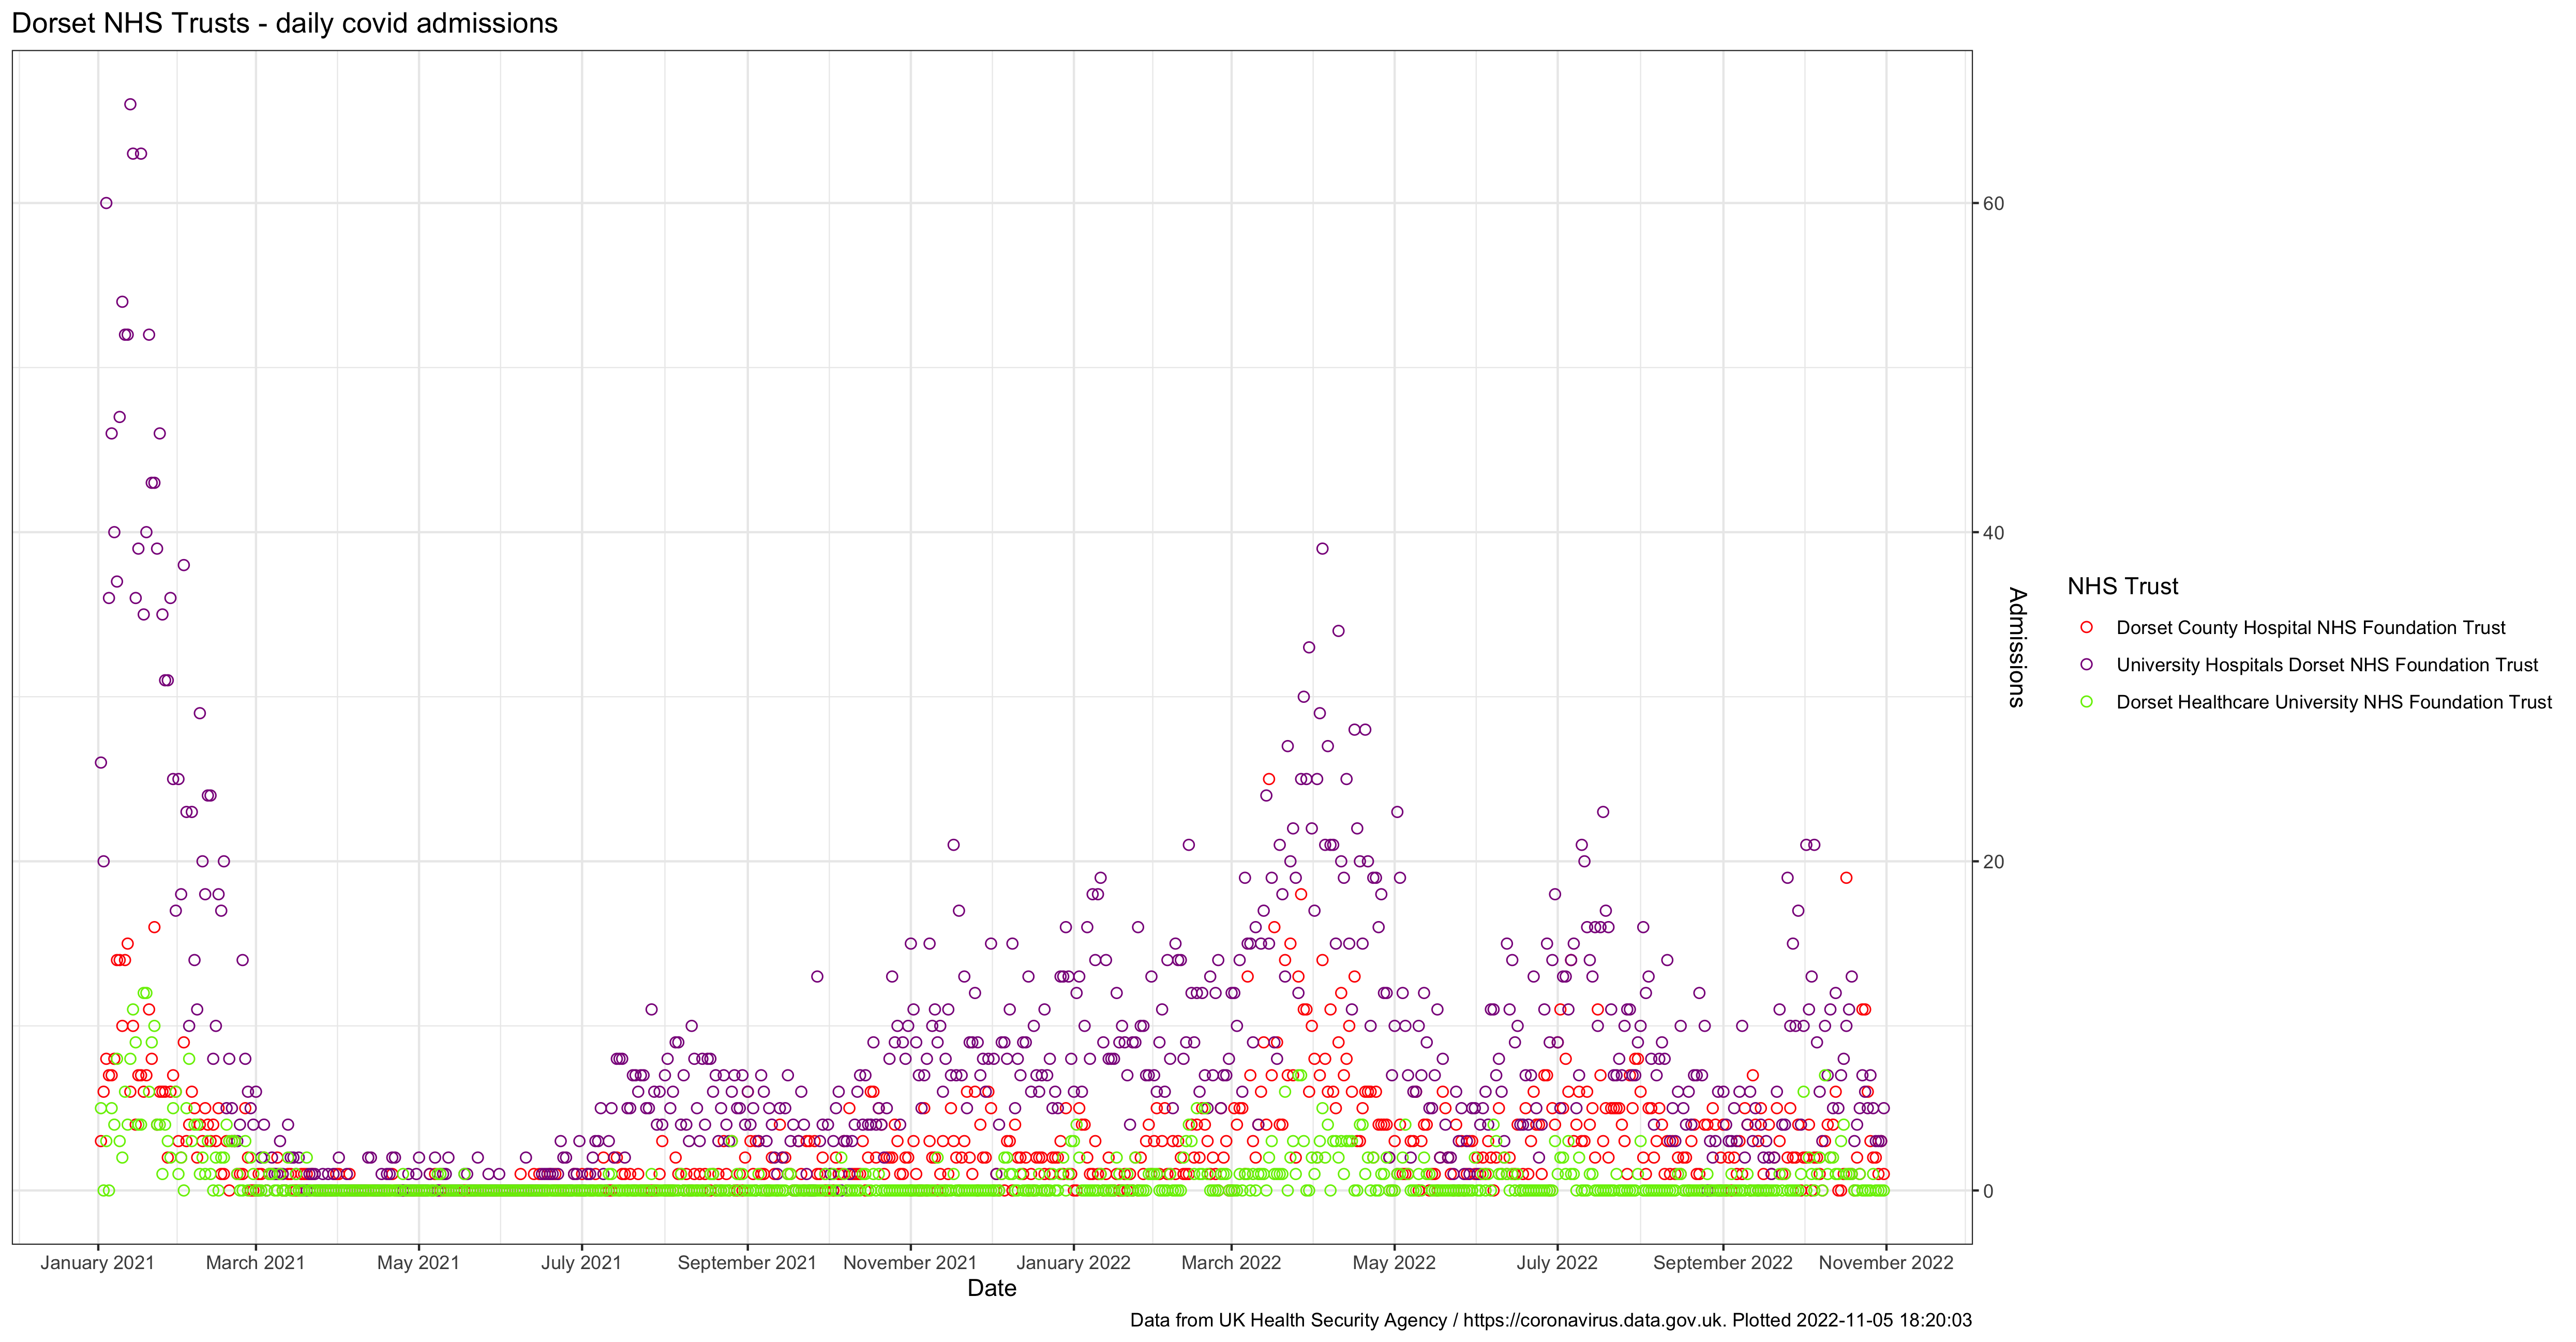 Dorset NHS Trusts - daily covid admissions
60
40
20
0
Admissions
NHS Trust
Dorset County Hospital NHS Foundation Trust
University Hospitals Dorset NHS Foundation Trust
Dorset Healthcare University NHS Foundation Trust
January 2021 March 2021 May 2021 July 2021 September 2021 November 2021 January 2022 March 2022 May 2022 July 2022 September 2022 November 2022
Date
Data from UK Health Security Agency / https://coronavirus.data.gov.uk. Plotted 2022-11-05 18:20:03